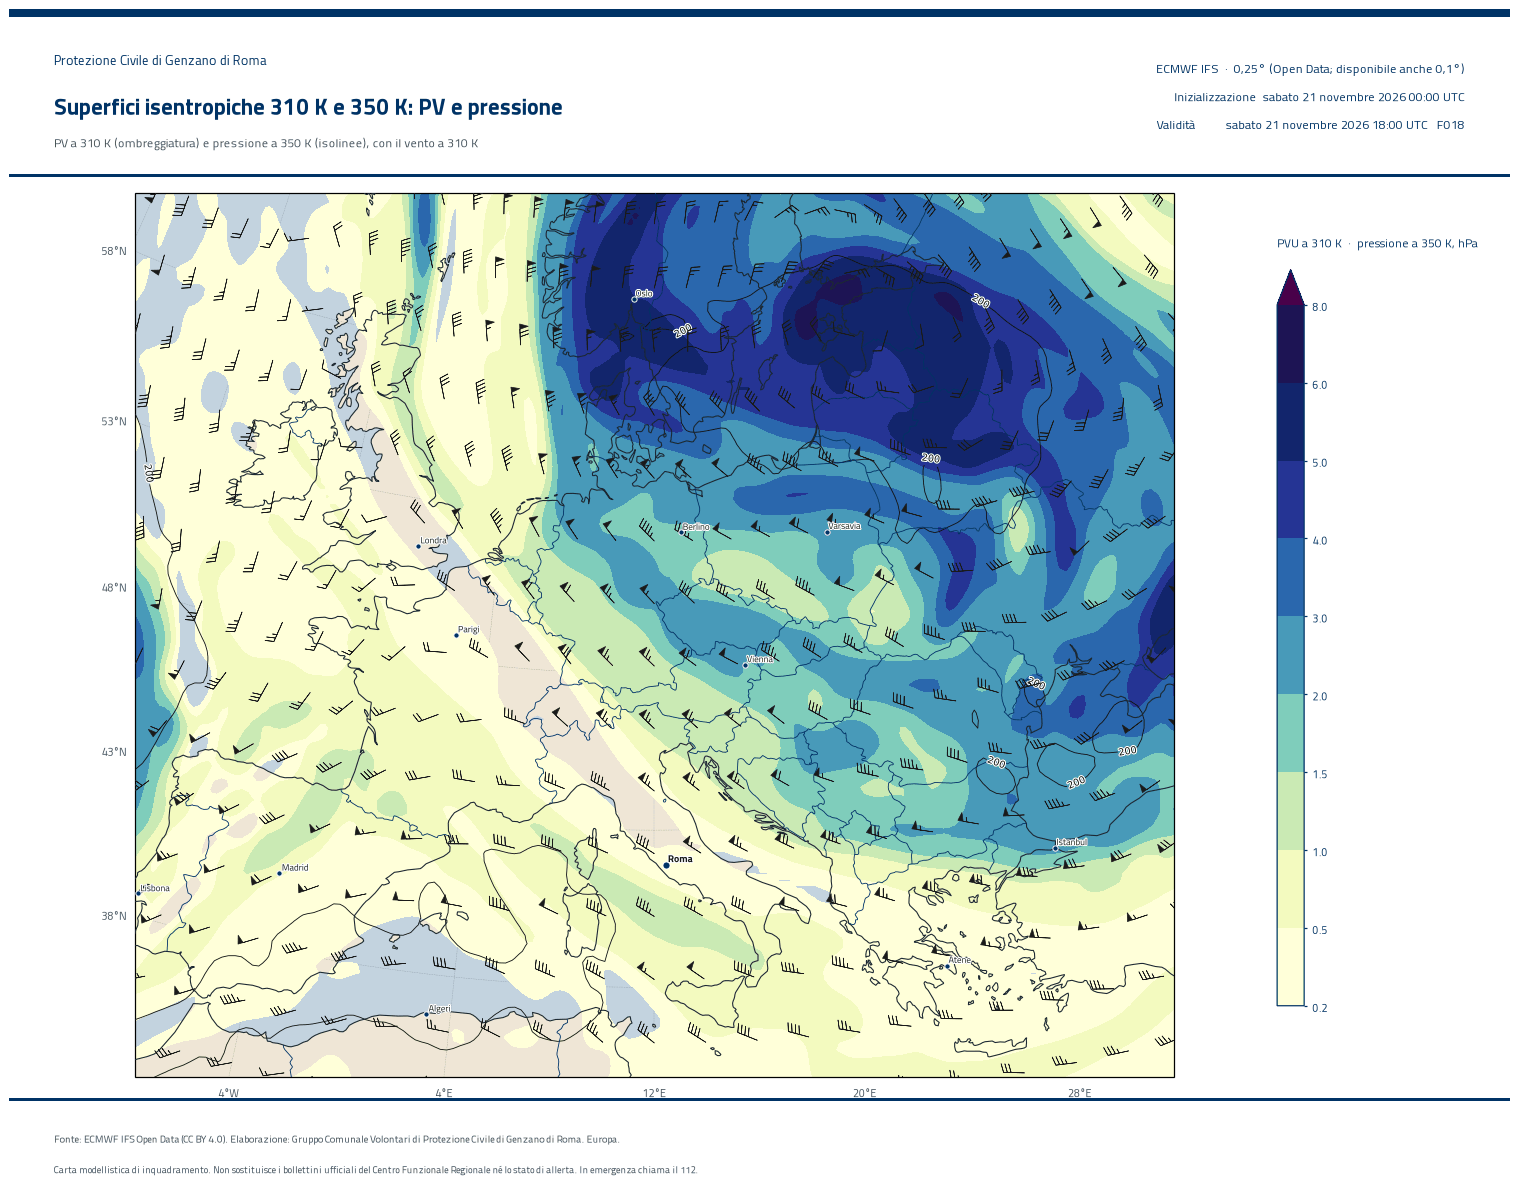 Protezione Civile di Genzano di Roma
Superfici isentropiche 310 K e 350 K: PV e pressione
PV a 310 K (ombreggiatura) e pressione a 350 K (isolinee), con il vento a 310 K
ECMWF IFS · 0,25° (Open Data; disponibile anche 0,1°)
Inizializzazione sabato 21 novembre 2026 00:00 UTC
Validità sabato 21 novembre 2026 18:00 UTC F018
PVU a 310 K · pressione a 350 K, hPa
8.0
6.0
5.0
4.0
3.0
2.0
1.5
1.0
0.5
0.2
58°N
53°N
48°N
43°N
38°N
4°W
4°E
12°E
20°E
28°E
Oslo
200
200
200
200
Berlino
Varsavia
Londra
Parigi
Vienna
200
200
200
200
Istanbul
Roma
Madrid
Lisbona
Atene
Algeri
Fonte: ECMWF IFS Open Data (CC BY 4.0). Elaborazione: Gruppo Comunale Volontari di Protezione Civile di Genzano di Roma. Europa.
Carta modellistica di inquadramento. Non sostituisce i bollettini ufficiali del Centro Funzionale Regionale né lo stato di allerta. In emergenza chiama il 112.